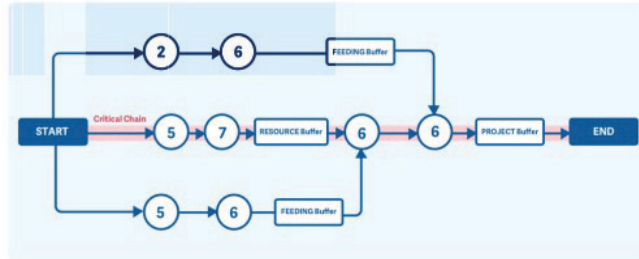 2
6
FEEDING Buffer
Critical Chain
START
5
7
RESOURCE Buffer
6
6
PROJECT Buffer
END
5
6
FEEDING Buffer